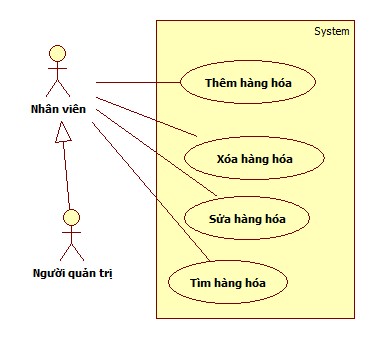 System
Thêm hàng hóa
Nhân viên
Xóa hàng hóa
Sửa hàng hóa
Người quản trị
Tìm hàng hóa